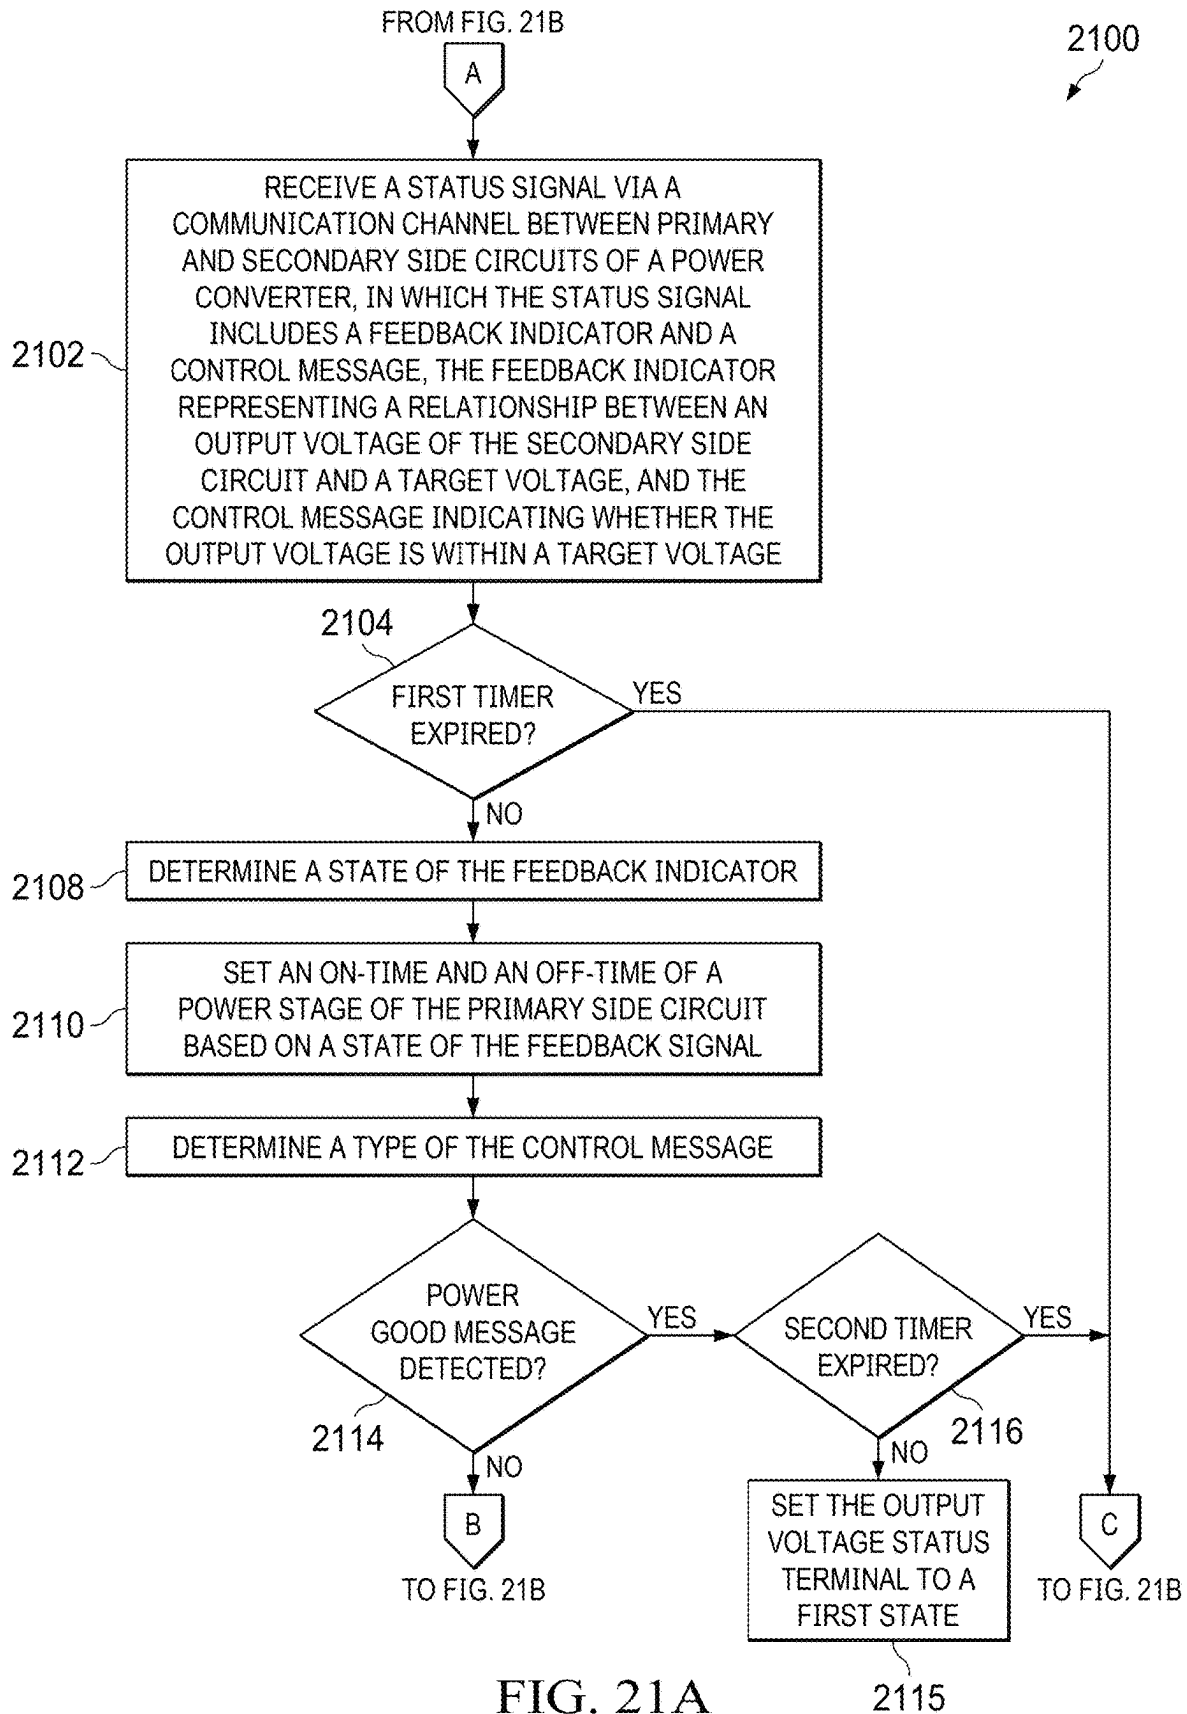 FROM FIG. 21B
A
2100
RECEIVE A STATUS SIGNAL VIA A
COMMUNICATION CHANNEL BETWEEN PRIMARY
AND SECONDARY SIDE CIRCUITS OF A POWER
CONVERTER, IN WHICH THE STATUS SIGNAL
INCLUDES A FEEDBACK INDICATOR AND A
CONTROL MESSAGE, THE FEEDBACK INDICATOR
REPRESENTING A RELATIONSHIP BETWEEN AN
OUTPUT VOLTAGE OF THE SECONDARY SIDE
CIRCUIT AND A TARGET VOLTAGE, AND THE
CONTROL MESSAGE INDICATING WHETHER THE
OUTPUT VOLTAGE IS WITHIN A TARGET VOLTAGE
2102
2104
FIRST TIMER
EXPIRED?
YES
NO
2108
DETERMINE A STATE OF THE FEEDBACK INDICATOR
2110
SET AN ON-TIME AND AN OFF-TIME OF A
POWER STAGE OF THE PRIMARY SIDE CIRCUIT
BASED ON A STATE OF THE FEEDBACK SIGNAL
2112
DETERMINE A TYPE OF THE CONTROL MESSAGE
POWER
GOOD MESSAGE
DETECTED?
2114
YES
NO
SECOND TIMER
EXPIRED?
2116
YES
NO
B
TO FIG. 21B
SET THE OUTPUT
VOLTAGE STATUS
TERMINAL TO A
FIRST STATE
2115
C
TO FIG. 21B
FIG. 21A